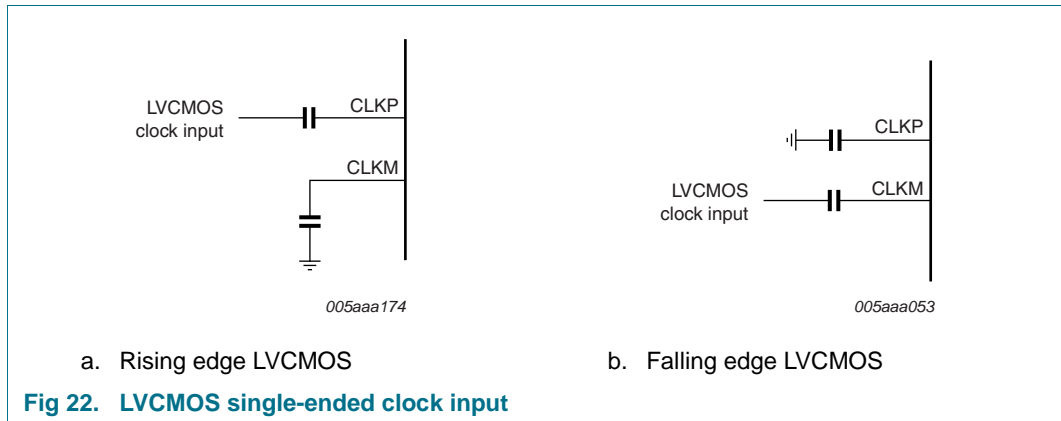 LVCMOS
clock input
CLKP
CLKM
005aaa174
a. Rising edge LVCMOS
CLKP
LVCMOS
clock input
CLKM
005aaa053
b. Falling edge LVCMOS
Fig 22. LVCMOS single-ended clock input